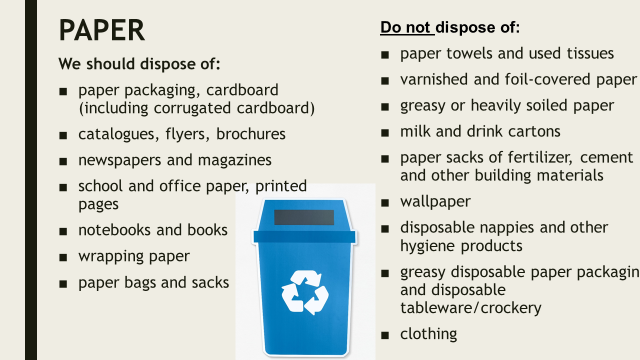 PAPER
We should dispose of:
■ paper packaging, cardboard
(including corrugated cardboard)
■ catalogues, flyers, brochures
■ newspapers and magazines
■ school and office paper, printed
pages
■ notebooks and books
■ wrapping paper
■ paper bags and sacks
Do not dispose of:
■ paper towels and used tissues
■ varnished and foil-covered paper
■ greasy or heavily soiled paper
■ milk and drink cartons
■ paper sacks of fertilizer, cement
and other building materials
■ wallpaper
■ disposable nappies and other
hygiene products
■ greasy disposable paper packagin
and disposable
tableware/crockery
■ clothing